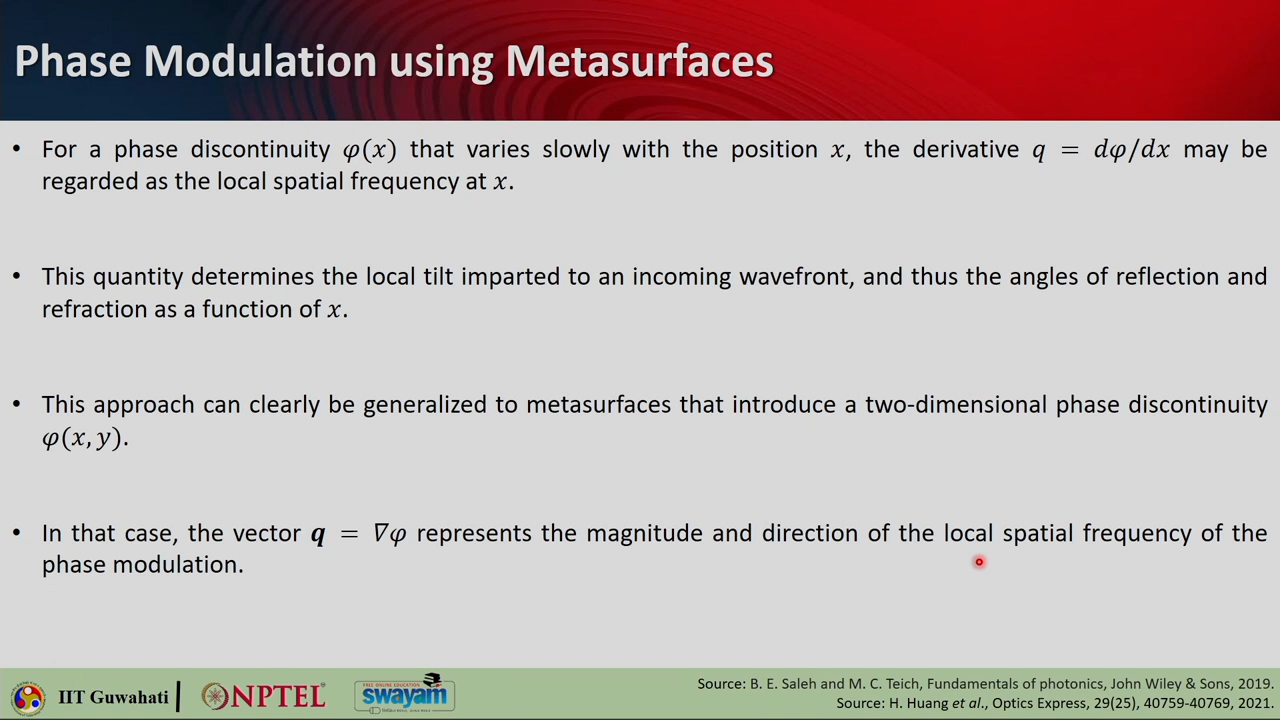 Phase Modulation using Metasurfaces
• For a phase discontinuity φ(x) that varies slowly with the position x, the derivative q = dφ/dx may be
regarded as the local spatial frequency at x.
• This quantity determines the local tilt imparted to an incoming wavefront, and thus the angles of reflection and
refraction as a function of x.
• This approach can clearly be generalized to metasurfaces that introduce a two-dimensional phase discontinuity
φ(x, y).
• In that case, the vector q = ∇φ represents the magnitude and direction of the local spatial frequency of the
phase modulation.
IIT Guwahati
NPTEL
FREE ONLINE EDUCATION
swayam
Source: B. E. Saleh and M. C. Teich, Fundamentals of photonics, John Wiley & Sons, 2019.
Source: H. Huang et al., Optics Express, 29(25), 40759-40769, 2021.